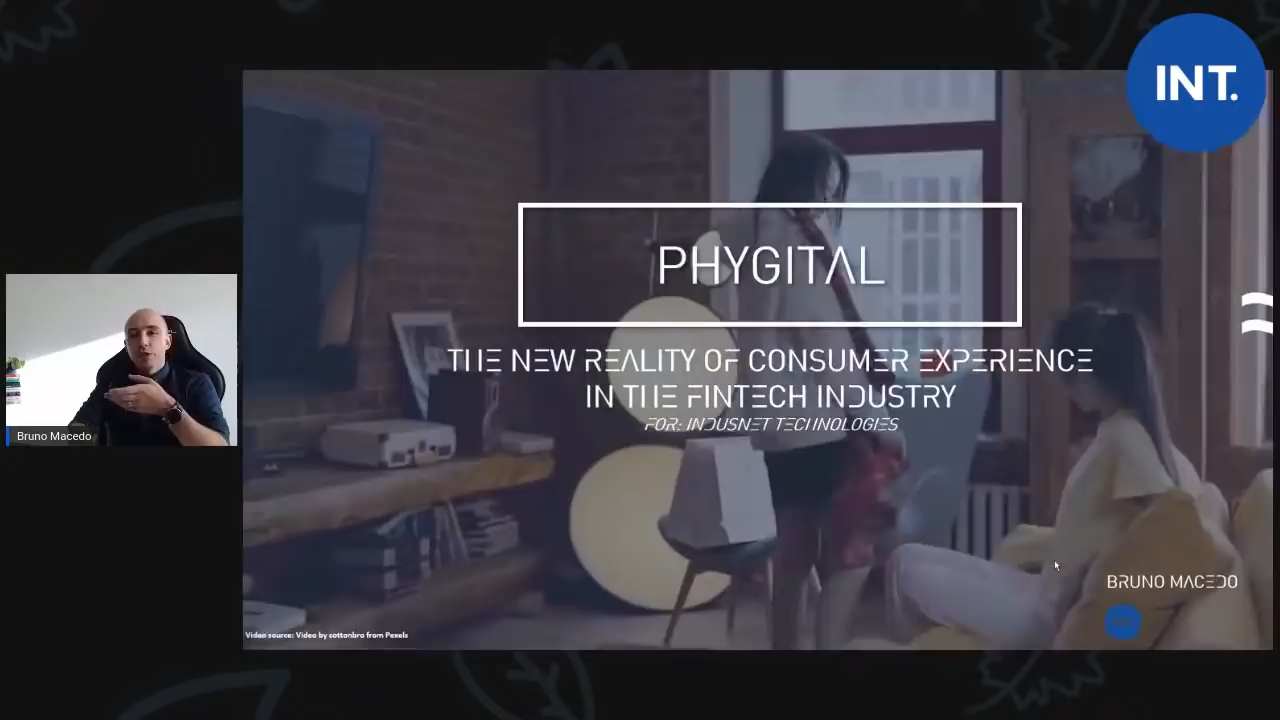 INT.
PHYGITAL
THE NEW REALITY OF CONSUMER EXPERIENCE
IN THE FINTECH INDUSTRY
FOR: INDUSNET TECHNOLOGIES
Bruno Macedo
BRUNO MACEDO
Video source: Video by cottonbro from Pexels